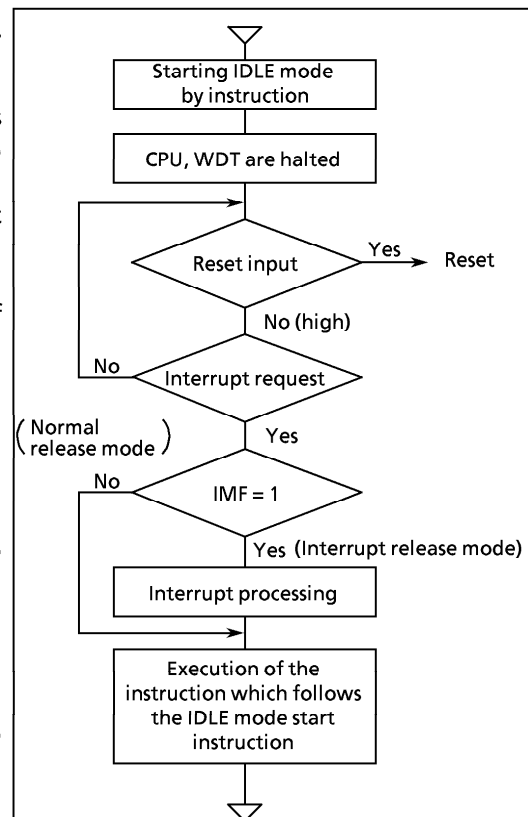 Starting IDLE mode
by instruction
CPU, WDT are halted
Reset input
Yes
Reset
No (high)
No
Interrupt request
(Normal
release mode)
Yes
No
IMF = 1
Yes (Interrupt release mode)
Interrupt processing
Execution of the
instruction which follows
the IDLE mode start
instruction